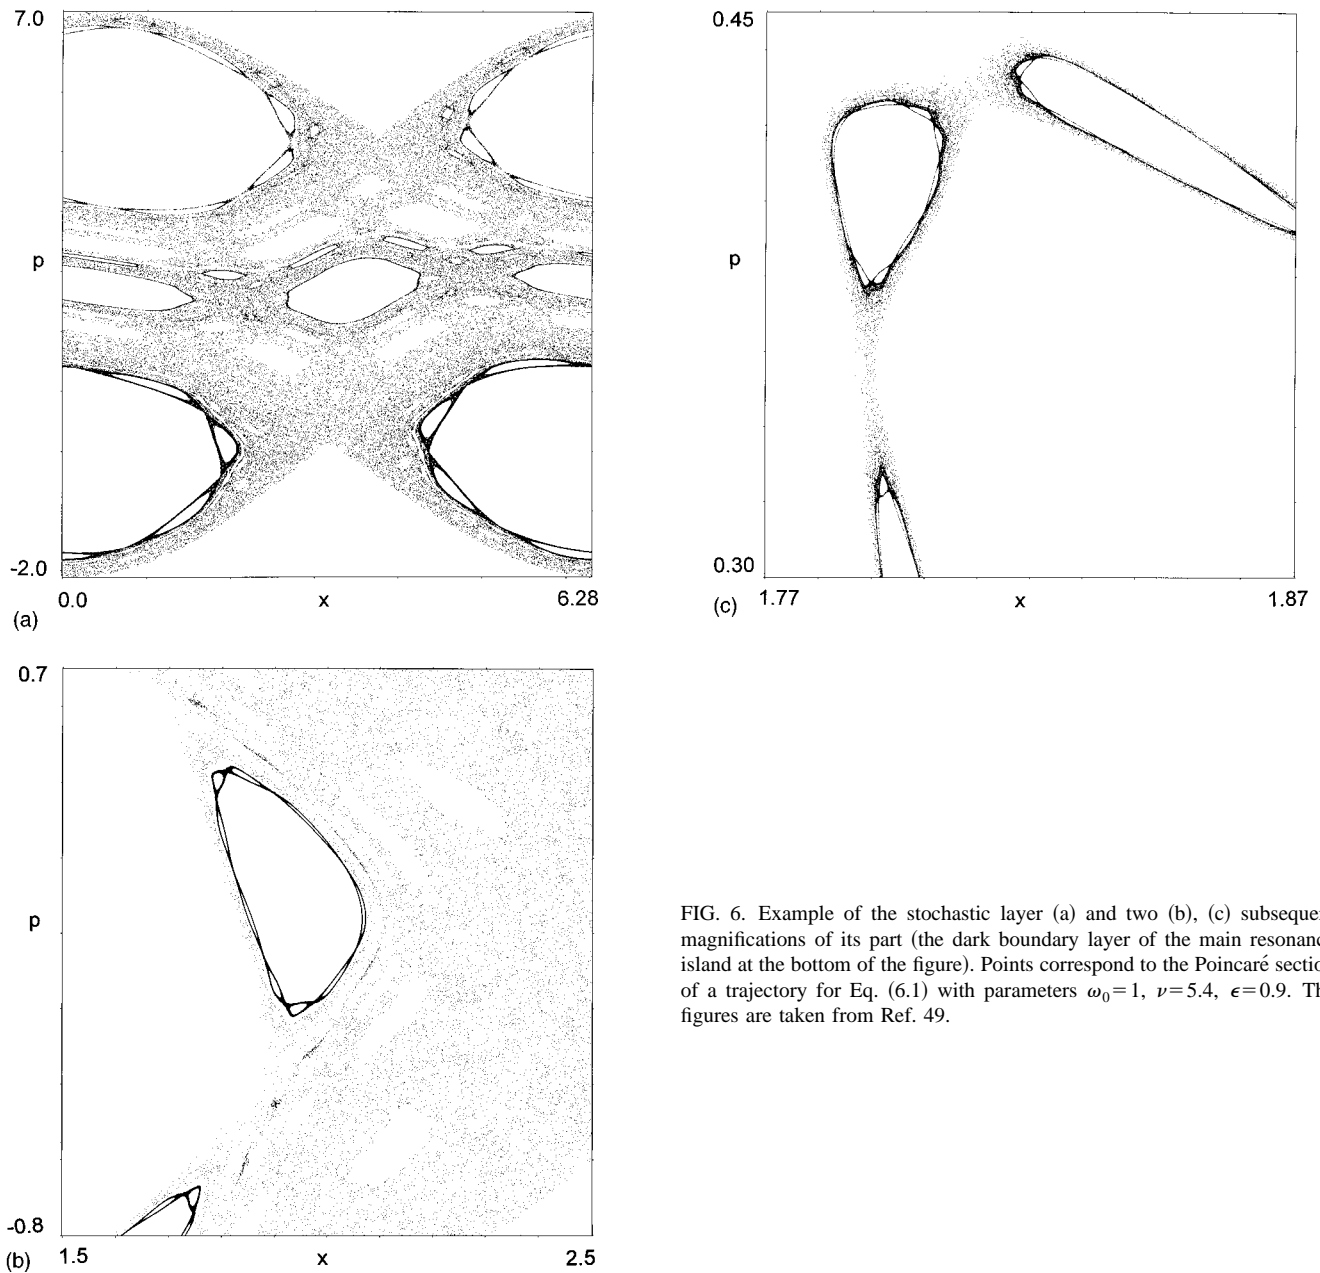 7.0
p
-2.0
0.0 x 6.28
(a)
0.7
p
-0.8
1.5 x 2.5
(b)
0.45
p
0.30
1.77 x 1.87
(c)
FIG. 6. Example of the stochastic layer (a) and two (b), (c) subsequen
magnifications of its part (the dark boundary layer of the main resonanc
island at the bottom of the figure). Points correspond to the Poincaré section
of a trajectory for Eq. (6.1) with parameters ω₀=1, ν=5.4, ϵ=0.9. Th
figures are taken from Ref. 49.